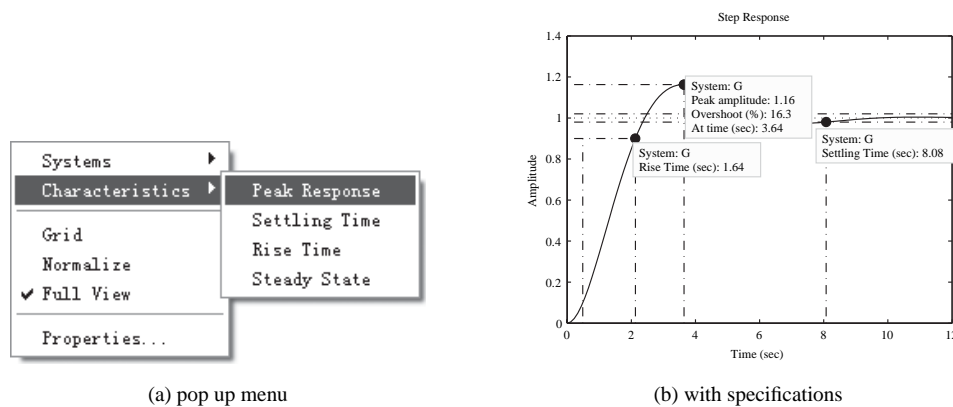 Systems
Characteristics
Grid
Normalize
Full View
Properties...
Peak Response
Settling Time
Rise Time
Steady State
(a) pop up menu
Step Response
Amplitude
1.4
1.2
1
0.8
0.6
0.4
0.2
0
System: G
Peak amplitude: 1.16
Overshoot (%): 16.3
At time (sec): 3.64
System: G
Rise Time (sec): 1.64
System: G
Settling Time (sec): 8.08
0 2 4 6 8 10 12
Time (sec)
(b) with specifications